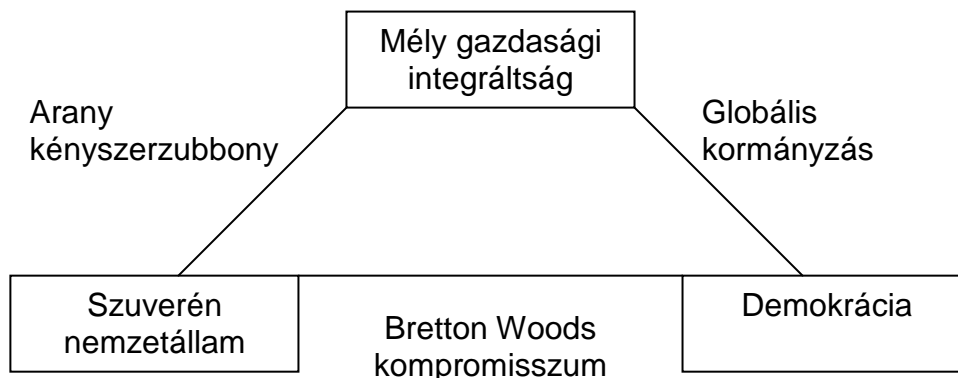 Mély gazdasági
integráltság
Arany
kényszerzubbony
Globális
kormányzás
Szuverén
nemzetállam
Bretton Woods
kompromisszum
Demokrácia